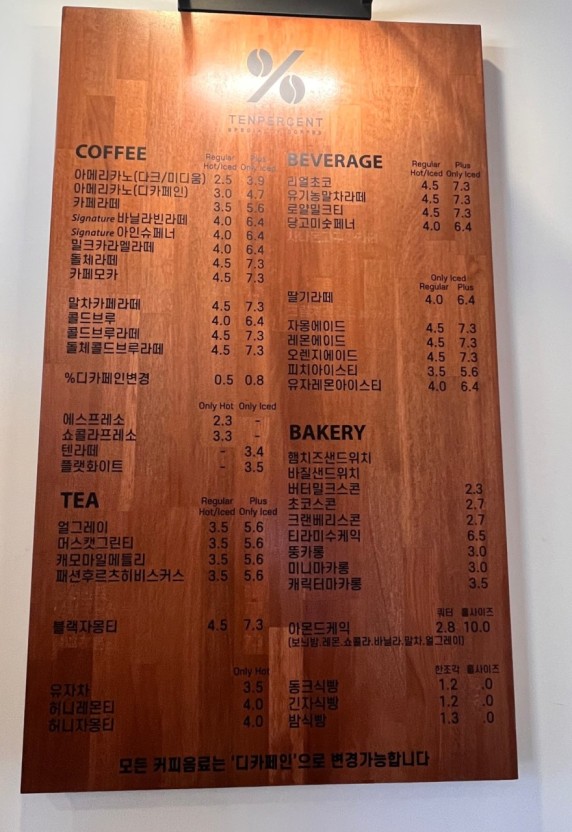 %
TENPERCENT
COFFEE
Regular Hot/Iced Plus Only Iced
아메리카노(다크/미디움) 2.5 3.9
아메리카노(디카페인) 3.0 4.7
카페라떼 3.5 5.6
Signature 바닐라빈라떼 4.0 6.4
Signature 아인슈페너 4.0 6.4
밀크카라멜라떼 4.0 6.4
돌체라떼 4.5 7.3
카페모카 4.5 7.3
말차카페라떼 4.5 7.3
콜드브루 4.0 6.4
콜드브루라떼 4.5 7.3
돌체콜드브루라떼 4.5 7.3
%디카페인변경 0.5 0.8
Only Hot Only Iced
에스프레소 2.3 -
쇼콜라프레소 3.3 -
텐라떼 - 3.4
플랫화이트 - 3.5
TEA
Regular Hot/Iced Plus Only Iced
얼그레이 3.5 5.6
머스캣그린티 3.5 5.6
캐모마일메들리 3.5 5.6
패션후르츠히비스커스 3.5 5.6
블랙자몽티 4.5 7.3
Only Hot
유자차 3.5
허니레몬티 4.0
허니자몽티 4.0
BEVERAGE
Regular Hot/Iced Plus Only Iced
리얼초코 4.5 7.3
유기농말차라떼 4.5 7.3
로얄밀크티 4.5 7.3
당고미숫페너 4.0 6.4
Only Iced
Regular Plus
딸기라떼 4.0 6.4
자몽에이드 4.5 7.3
레몬에이드 4.5 7.3
오렌지에이드 4.5 7.3
피치아이스티 3.5 5.6
유자레몬아이스티 4.0 6.4
BAKERY
햄치즈샌드위치
바질샌드위치
버터밀크스콘 2.3
초코스콘 2.7
크랜베리스콘 2.7
티라미수케익 6.5
뚱카롱 3.0
미니마카롱 3.0
캐릭터마카롱 3.5
쿼터 홀사이즈
아몬드케익 2.8 10.0
(보늬밤,레몬,쇼콜라,바닐라,말차,얼그레이)
한조각 홀사이즈
동크식빵 1.2 .0
긴자식빵 1.2 .0
밤식빵 1.3 .0
모든 커피음료는 '디카페인'으로 변경가능합니다